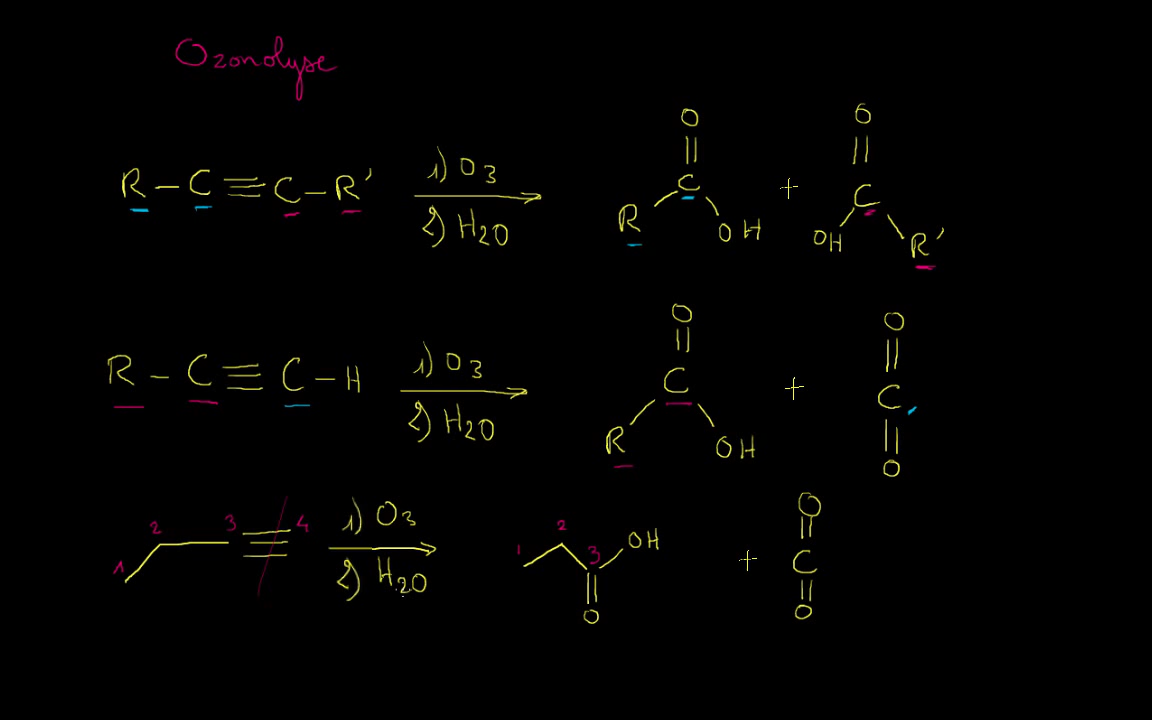 Ozonolyse
R – C ≡ C – R' 1) O3 2) H2O R C O OH + O C OH R'
R – C ≡ C – H 1) O3 2) H2O R C O OH + O C O
1 2 3 4 1) O3 2) H2O 1 2 3 OH O + O C O